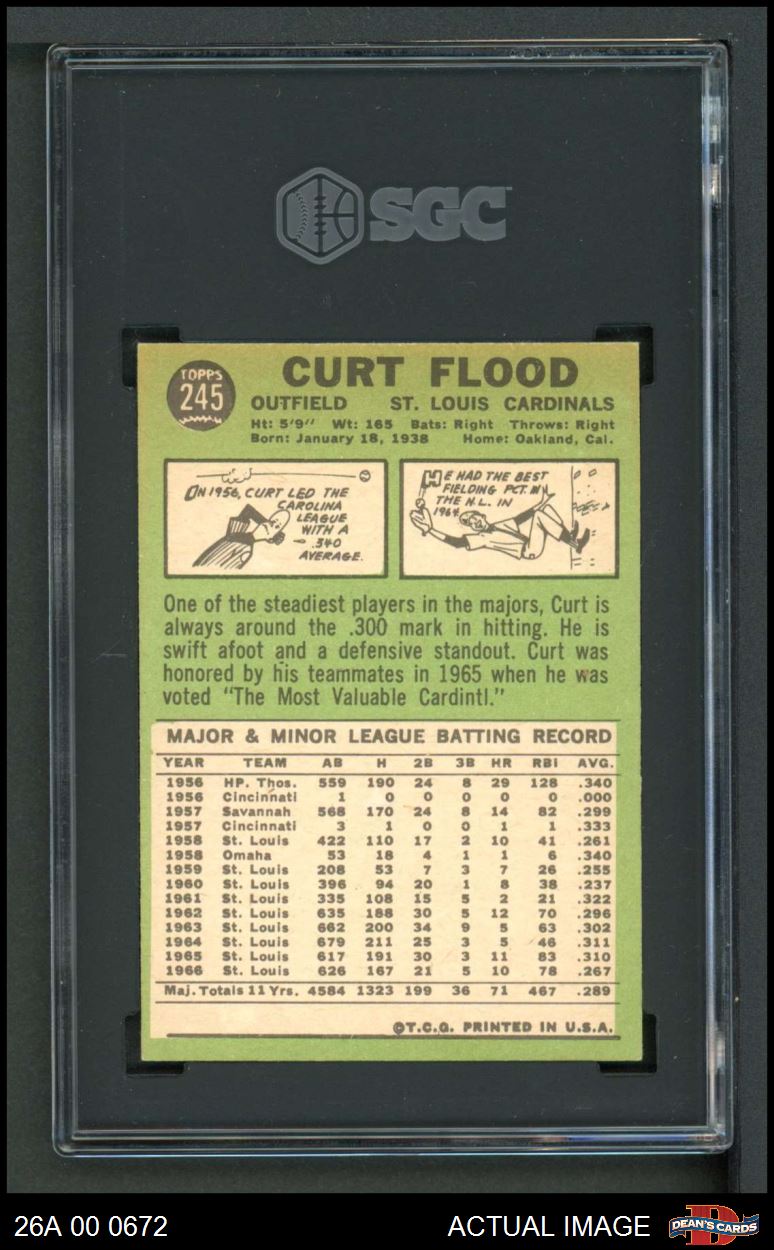 SGC
TOPPS
245
CURT FLOOD
OUTFIELD ST. LOUIS CARDINALS
Ht: 5'9" Wt: 165 Bats: Right Throws: Right
Born: January 18, 1938 Home: Oakland, Cal.
ON 1956, CURT LED THE
CAROLINA
LEAGUE
WITH A
.340
AVERAGE.
HE HAD THE BEST
FIELDING PCT. IN
THE N.L. IN
1964.
One of the steadiest players in the majors, Curt is
always around the .300 mark in hitting. He is
swift afoot and a defensive standout. Curt was
honored by his teammates in 1965 when he was
voted "The Most Valuable Cardintl."
MAJOR & MINOR LEAGUE BATTING RECORD
YEAR TEAM AB H 2B 3B HR RBI AVG.
1956 HP. Thos. 559 190 24 8 29 128 .340
1956 Cincinnati 1 0 0 0 0 0 .000
1957 Savannah 568 170 24 8 14 82 .299
1957 Cincinnati 3 1 0 0 1 1 .333
1958 St. Louis 422 110 17 2 10 41 .261
1958 Omaha 53 18 4 1 1 6 .340
1959 St. Louis 208 53 7 3 7 26 .255
1960 St. Louis 396 94 20 1 8 38 .237
1961 St. Louis 335 108 15 5 2 21 .322
1962 St. Louis 635 188 30 5 12 70 .296
1963 St. Louis 662 200 34 9 5 63 .302
1964 St. Louis 679 211 25 3 5 46 .311
1965 St. Louis 617 191 30 3 11 83 .310
1966 St. Louis 626 167 21 5 10 78 .267
Maj. Totals 11 Yrs. 4584 1323 199 36 71 467 .289
©T.C.G. PRINTED IN U.S.A.
26A 00 0672 ACTUAL IMAGE DEAN'S CARDS